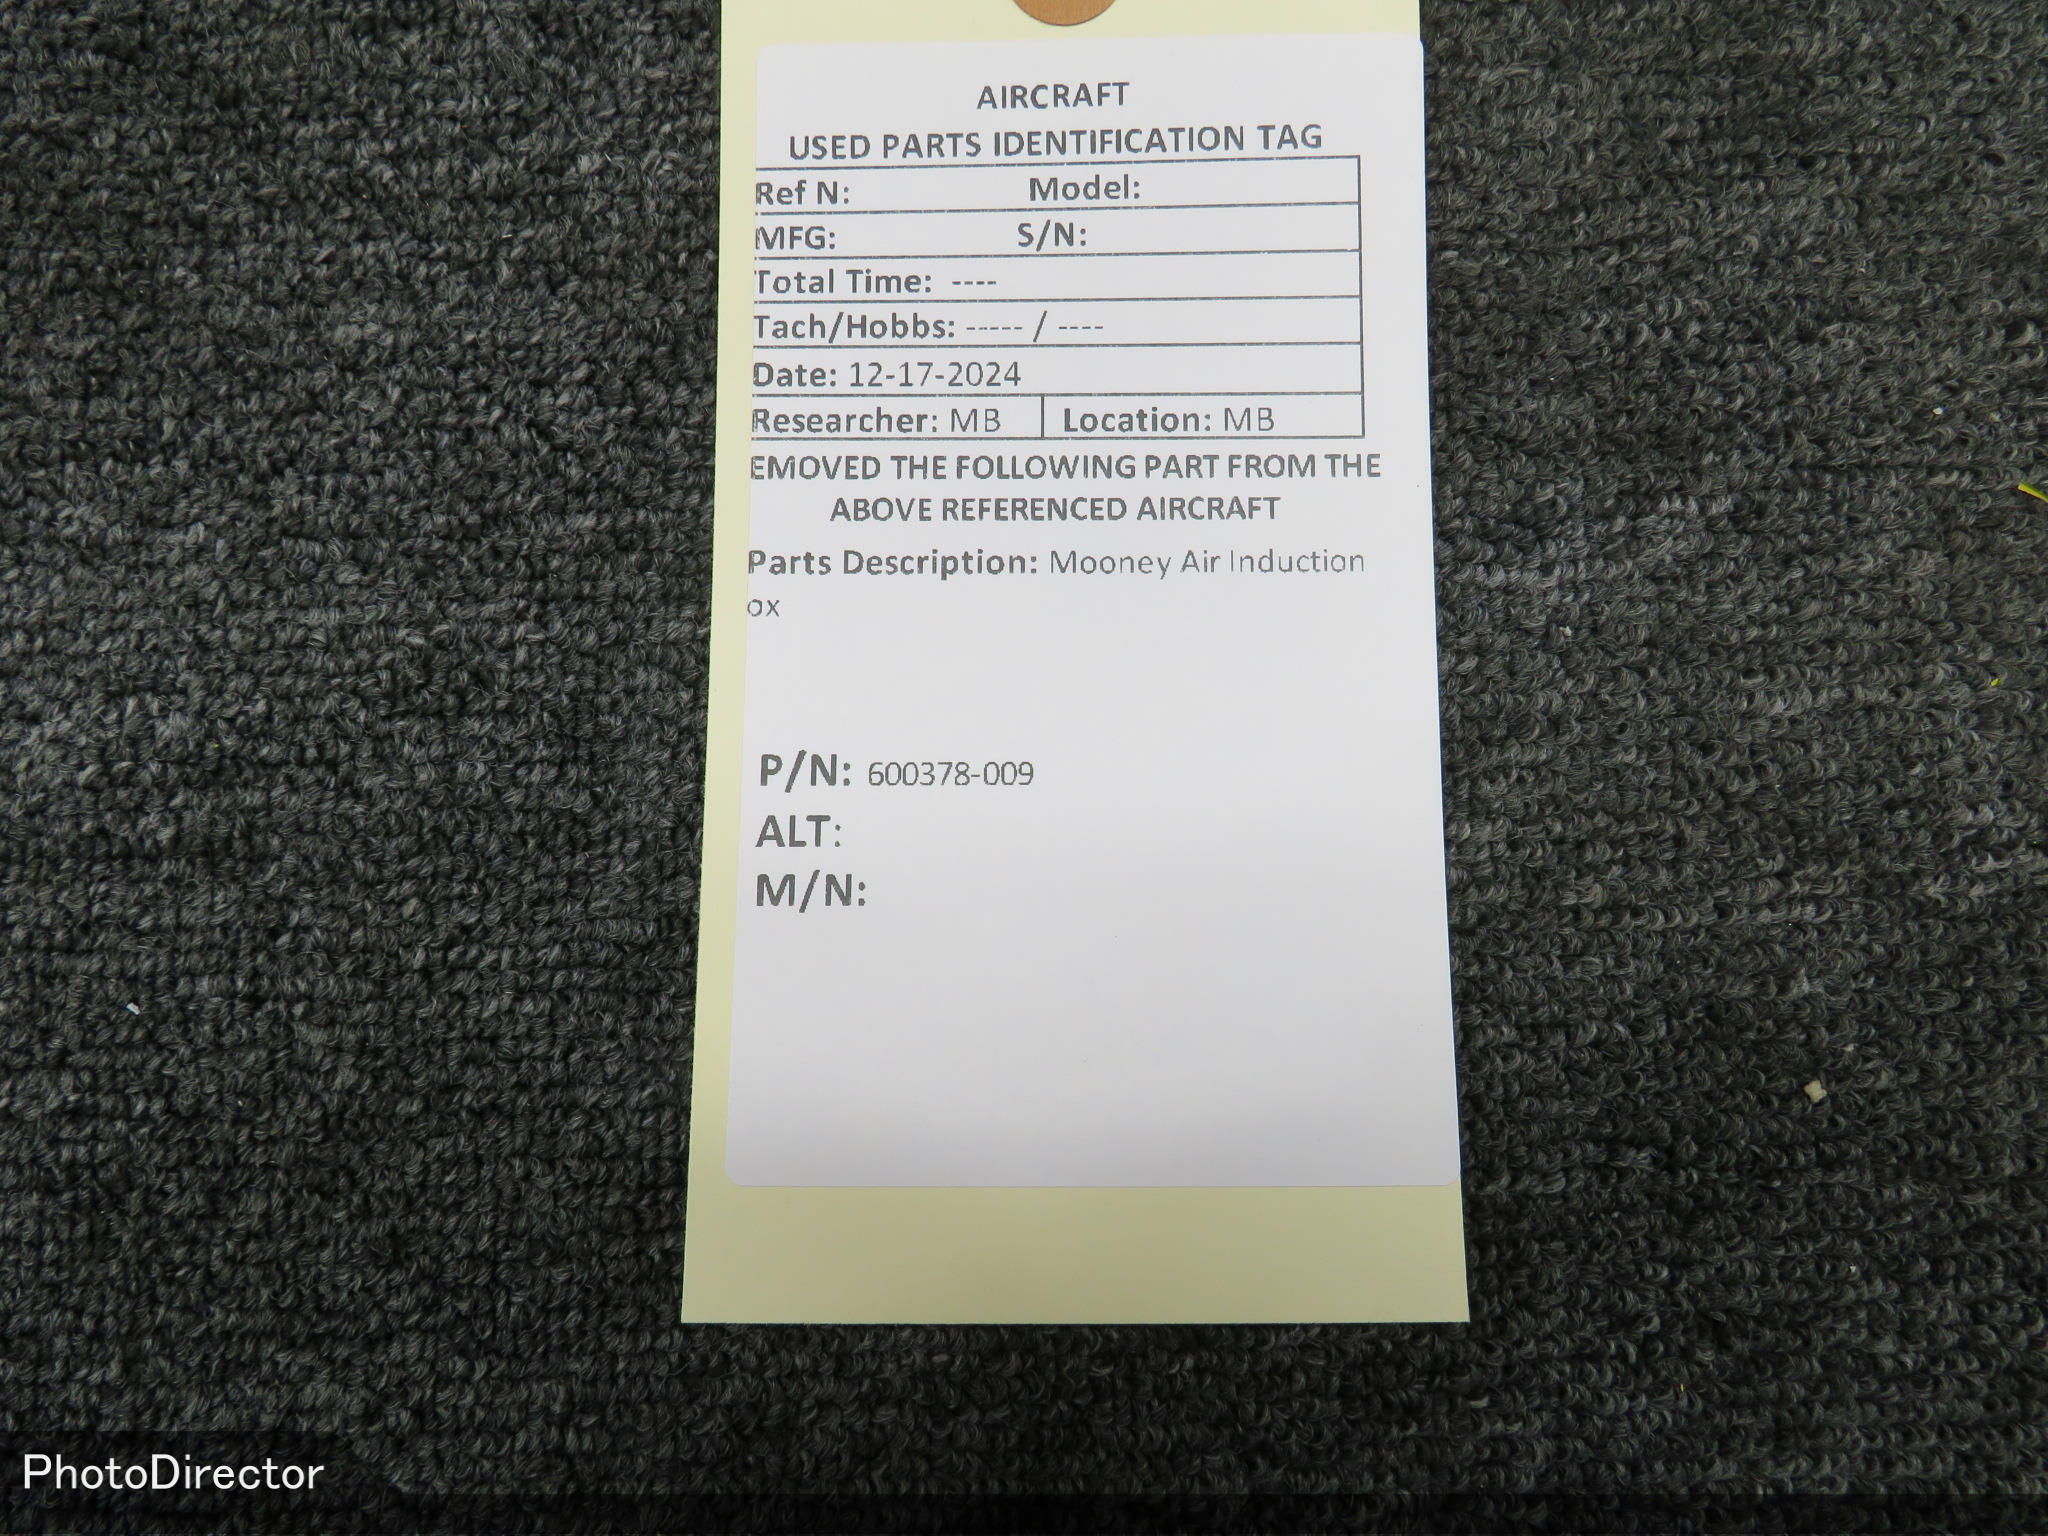 AIRCRAFT
USED PARTS IDENTIFICATION TAG
Ref N: Model:
MFG: S/N:
Total Time: ----
Tach/Hobbs: ----- / ----
Date: 12-17-2024
Researcher: MB Location: MB
EMOVED THE FOLLOWING PART FROM THE
ABOVE REFERENCED AIRCRAFT
Parts Description: Mooney Air Induction
ox
P/N: 600378-009
ALT:
M/N:
PhotoDirector